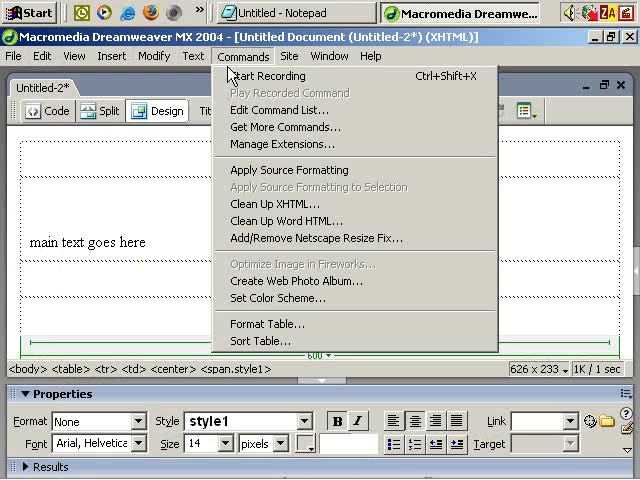 Start
»
Untitled - Notepad
Macromedia Dreamwe...
Macromedia Dreamweaver MX 2004 - [Untitled Document (Untitled-2*) (XHTML)]
File Edit View Insert Modify Text Commands Site Window Help
Untitled-2*
Code Split Design Tit
Start Recording Ctrl+Shift+X
Play Recorded Command
Edit Command List...
Get More Commands...
Manage Extensions...
Apply Source Formatting
Apply Source Formatting to Selection
Clean Up XHTML...
Clean Up Word HTML...
Add/Remove Netscape Resize Fix...
Optimize Image in Fireworks...
Create Web Photo Album...
Set Color Scheme...
Format Table...
Sort Table...
main text goes here
600
<body> <table> <tr> <td> <center> <span.style1> 626 x 233 1K / 1 sec
Properties
Format None Style style1 B I Link
Font Arial, Helvetica Size 14 pixels Target
Results